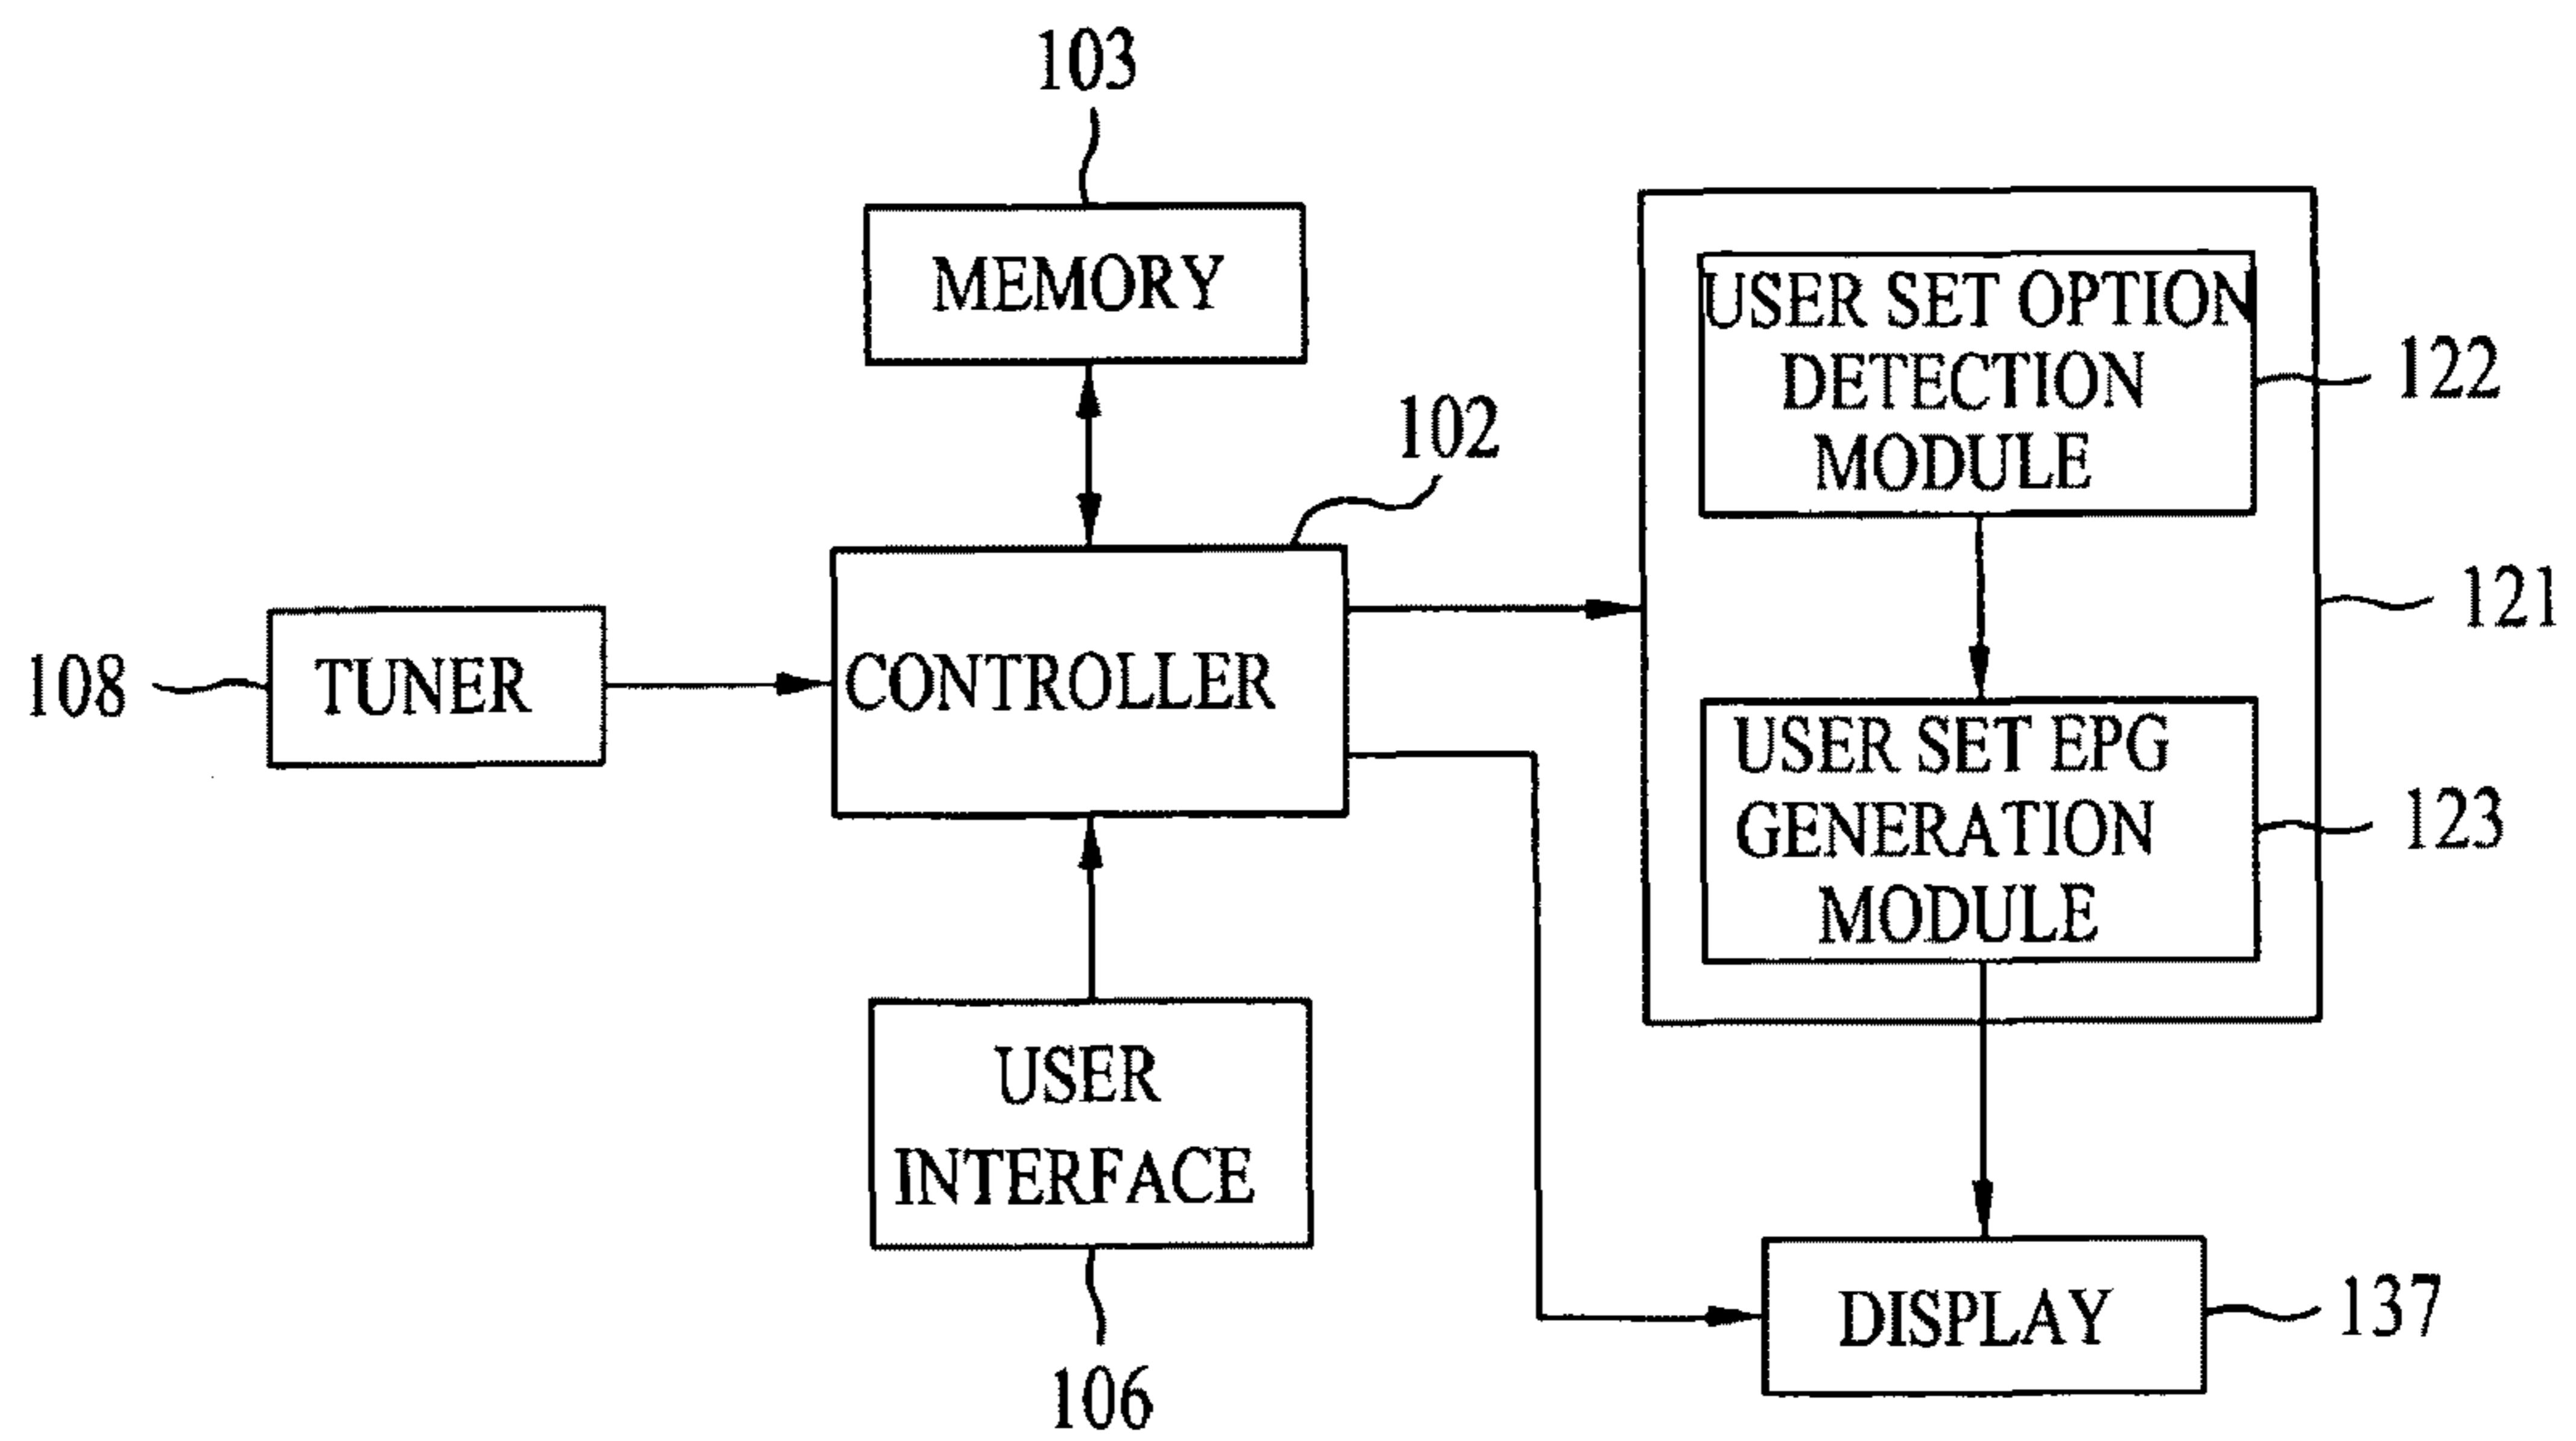 103
MEMORY
102
108
TUNER
CONTROLLER
USER
INTERFACE
106
USER SET OPTION
DETECTION
MODULE
122
121
USER SET EPG
GENERATION
MODULE
123
DISPLAY
137